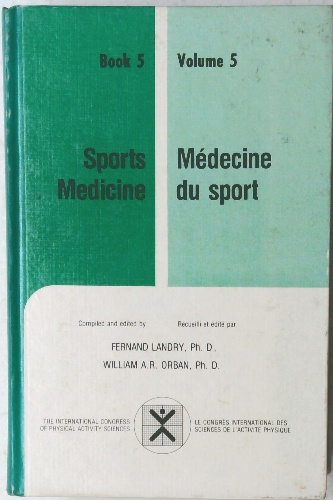 Book 5
Volume 5
Sports
Medicine
Médecine
du sport
Compiled and edited by
Recueilli et édité par
FERNAND LANDRY, Ph. D.
WILLIAM A.R. ORBAN, Ph. D.
THE INTERNATIONAL CONGRESS
OF PHYSICAL ACTIVITY SCIENCES
LE CONGRÈS INTERNATIONAL DES
SCIENCES DE L'ACTIVITÉ PHYSIQUE